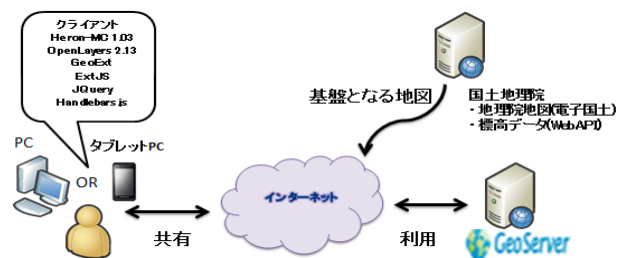 クライアント
Heron-MC 1.03
OpenLayers 2.13
GeoExt
ExtJS
JQuery
Handlebars.js
PC
タブレットPC
OR
共有
インターネット
基盤となる地図
国土地理院
・地理院地図(電子国土)
・標高データ(WebAPI)
利用
GeoServer